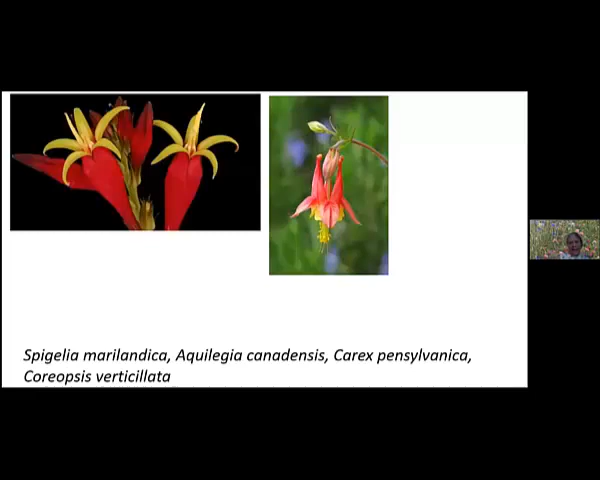 Spigelia marilandica, Aquilegia canadensis, Carex pensylvanica,
Coreopsis verticillata